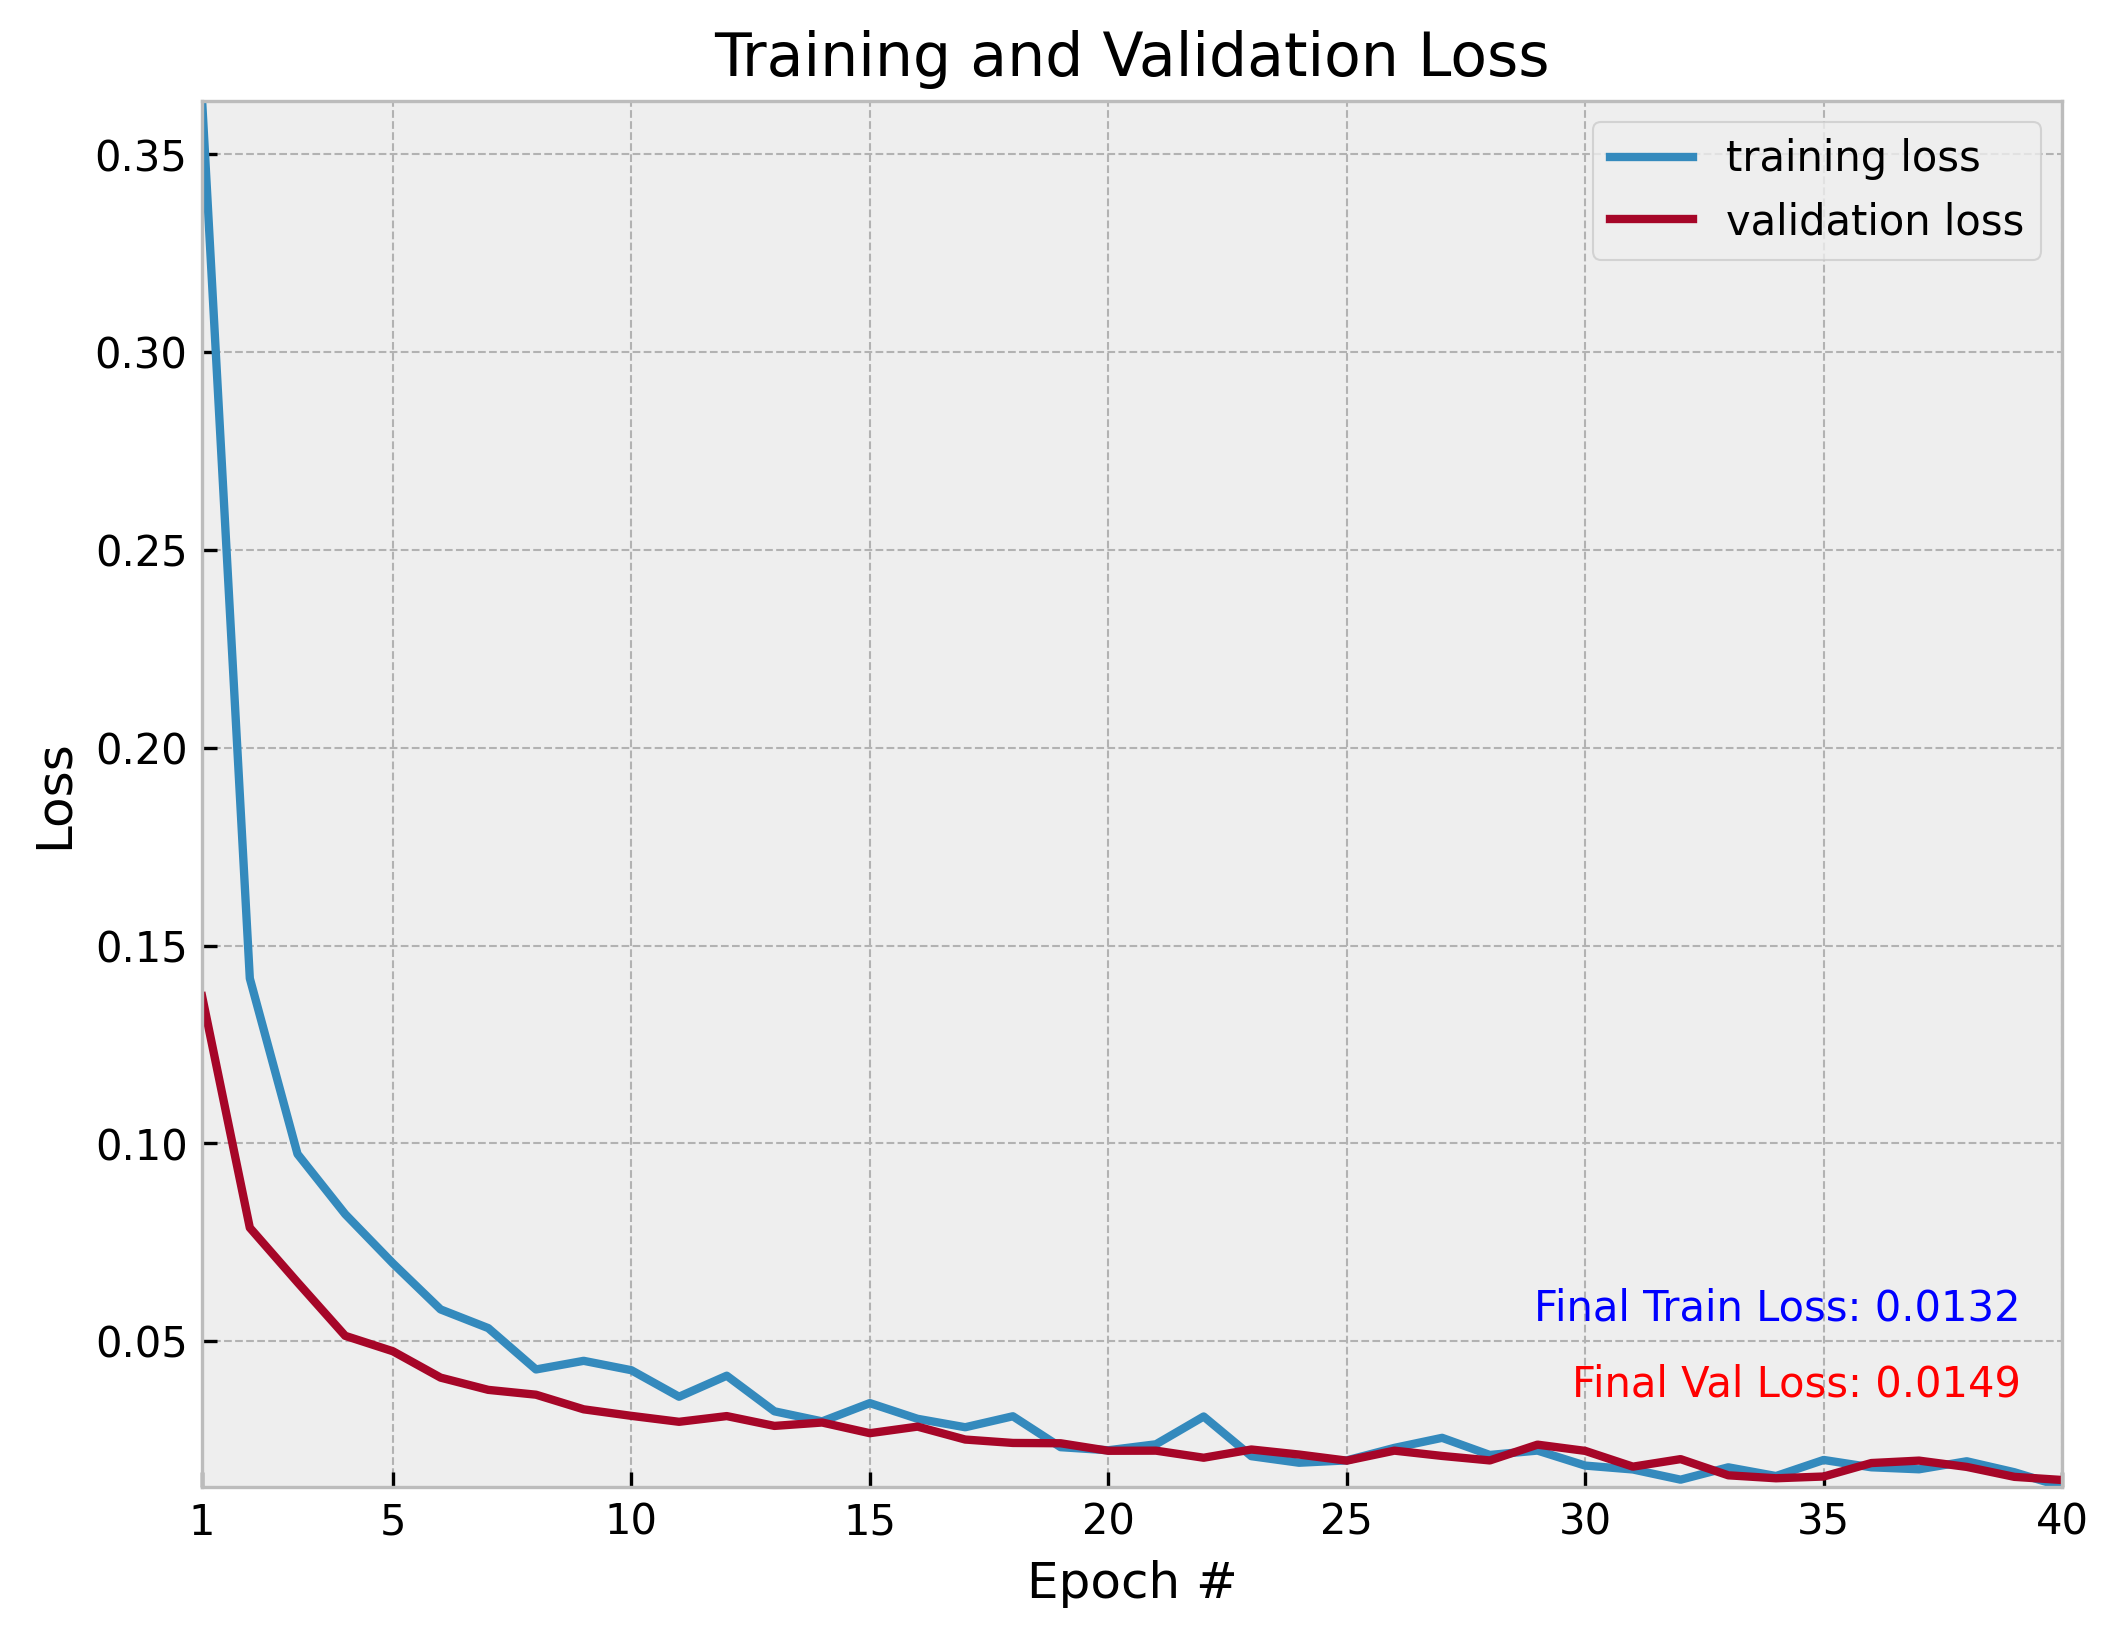 Training and Validation Loss
training loss
validation loss
0.35
0.30
0.25
0.20
0.15
0.10
0.05
Loss
Final Train Loss: 0.0132
Final Val Loss: 0.0149
1 5 10 15 20 25 30 35 40
Epoch #